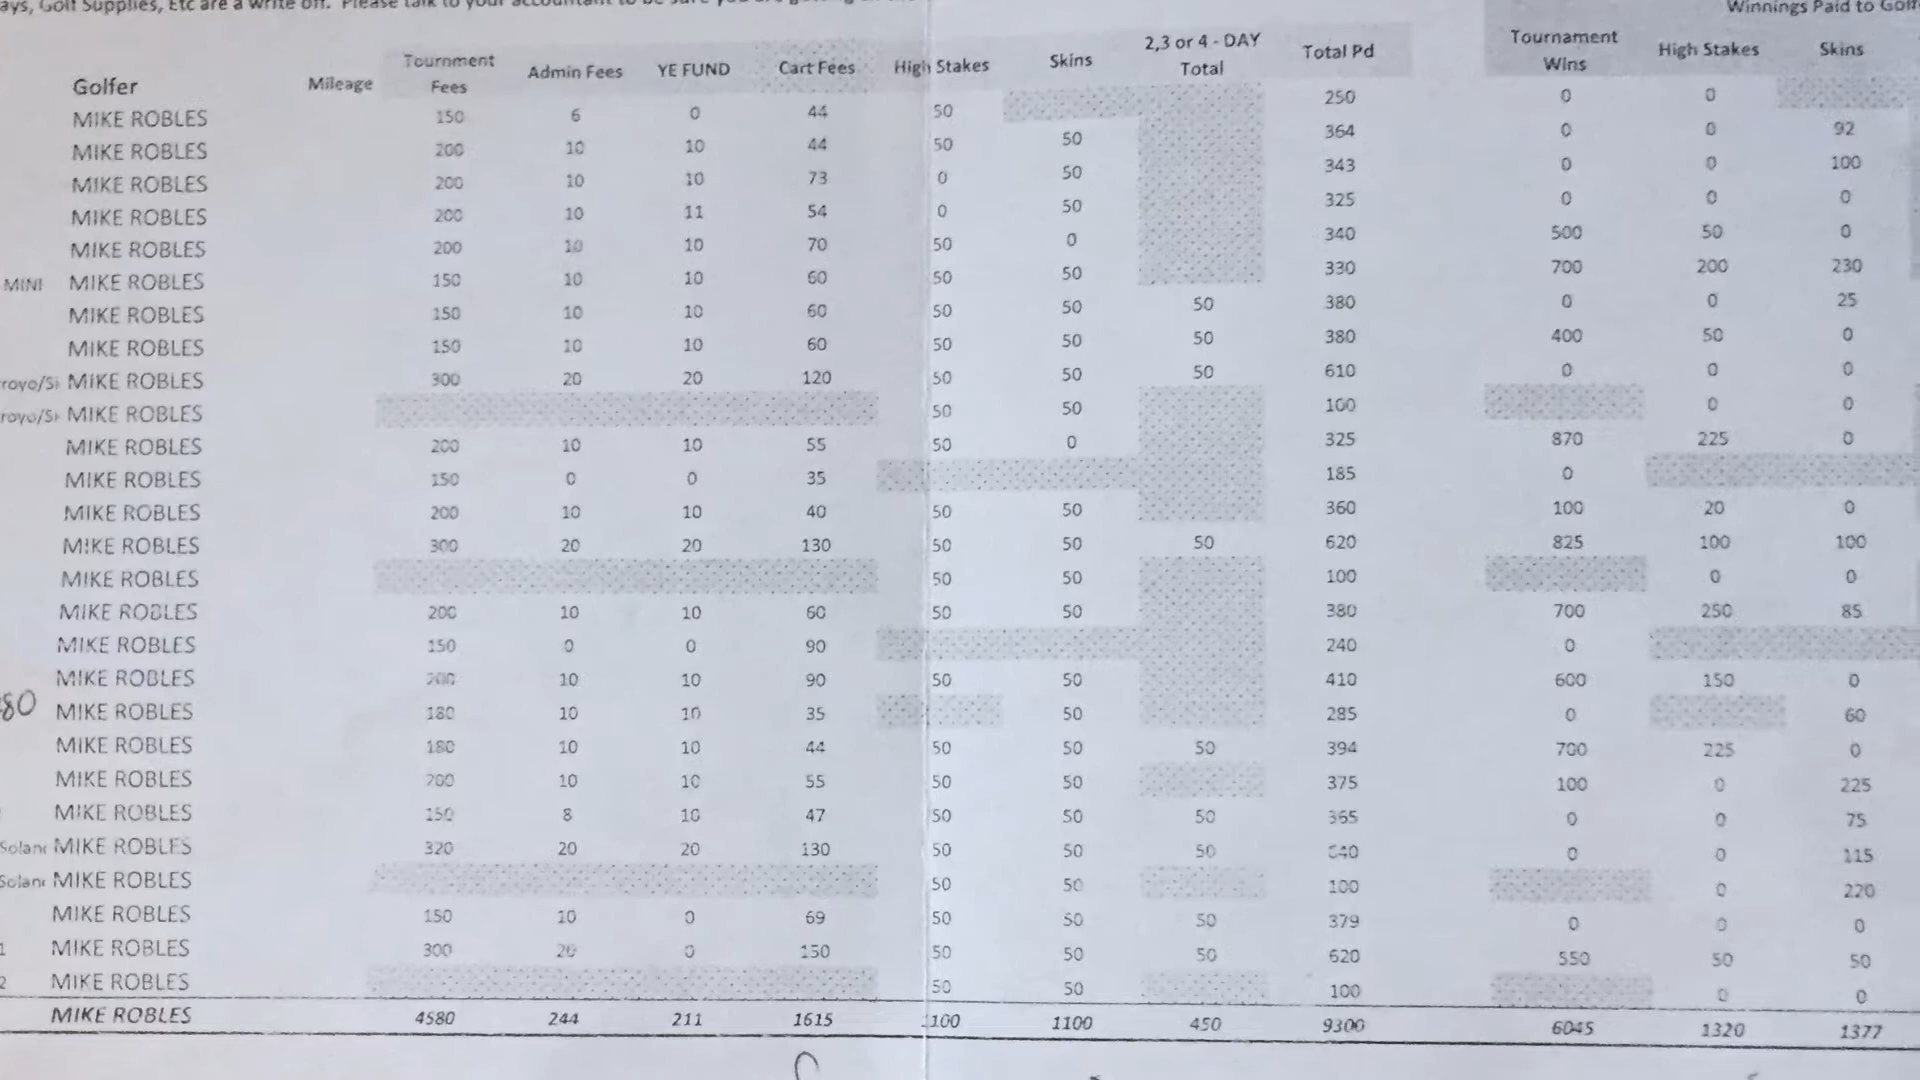 Golf Supplies, Etc are a write off. Please talk to your accountant to be sure you are
Winnings Paid to
Golfer Mileage Tournment Fees Admin Fees YE FUND Cart Fees High Stakes Skins 2,3 or 4 - DAY Total Total Pd Tournament Wins High Stakes Skins
MIKE ROBLES 150 6 0 44 50 250 0 0
MIKE ROBLES 200 10 10 44 50 50 364 0 0 92
MIKE ROBLES 200 10 10 73 0 50 343 0 0 100
MIKE ROBLES 200 10 11 54 0 50 325 0 0 0
MIKE ROBLES 200 10 10 70 50 0 340 500 50 0
MINI MIKE ROBLES 150 10 10 60 50 50 330 700 200 230
MIKE ROBLES 150 10 10 60 50 50 50 380 0 0 25
MIKE ROBLES 150 10 10 60 50 50 50 380 400 50 0
MIKE ROBLES 300 20 20 120 50 50 50 610 0 0 0
MIKE ROBLES 50 50 100 0 0
MIKE ROBLES 200 10 10 55 50 0 325 870 225 0
MIKE ROBLES 150 0 0 35 185 0
MIKE ROBLES 200 10 10 40 50 50 360 100 20 0
MIKE ROBLES 300 20 20 130 50 50 50 620 825 100 100
MIKE ROBLES 50 50 100 0 0
MIKE ROBLES 200 10 10 60 50 50 380 700 250 85
MIKE ROBLES 150 0 0 90 240 0
MIKE ROBLES 200 10 10 90 50 50 410 600 150 0
80 MIKE ROBLES 180 10 10 35 50 285 0 60
MIKE ROBLES 180 10 10 44 50 50 50 394 700 225 0
MIKE ROBLES 200 10 10 55 50 50 375 100 0 225
MIKE ROBLES 150 8 10 47 50 50 50 365 0 0 75
MIKE ROBLES 320 20 20 130 50 50 50 640 0 0 115
MIKE ROBLES 50 50 100 0 220
MIKE ROBLES 150 10 0 69 50 50 50 379 0 0 0
1 MIKE ROBLES 300 20 0 150 50 50 50 620 550 50 50
2 MIKE ROBLES 50 50 100 0 0
MIKE ROBLES 4580 244 211 1615 1100 1100 450 9300 6045 1320 1377